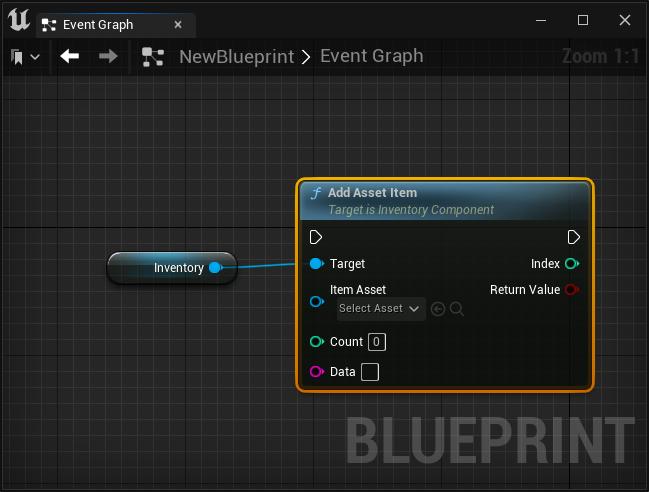 Event Graph
NewBlueprint > Event Graph
Zoom 1:1
f Add Asset Item
Target is Inventory Component
Inventory
Target
Index
Item Asset
Select Asset
Return Value
Count 0
Data
BLUEPRINT